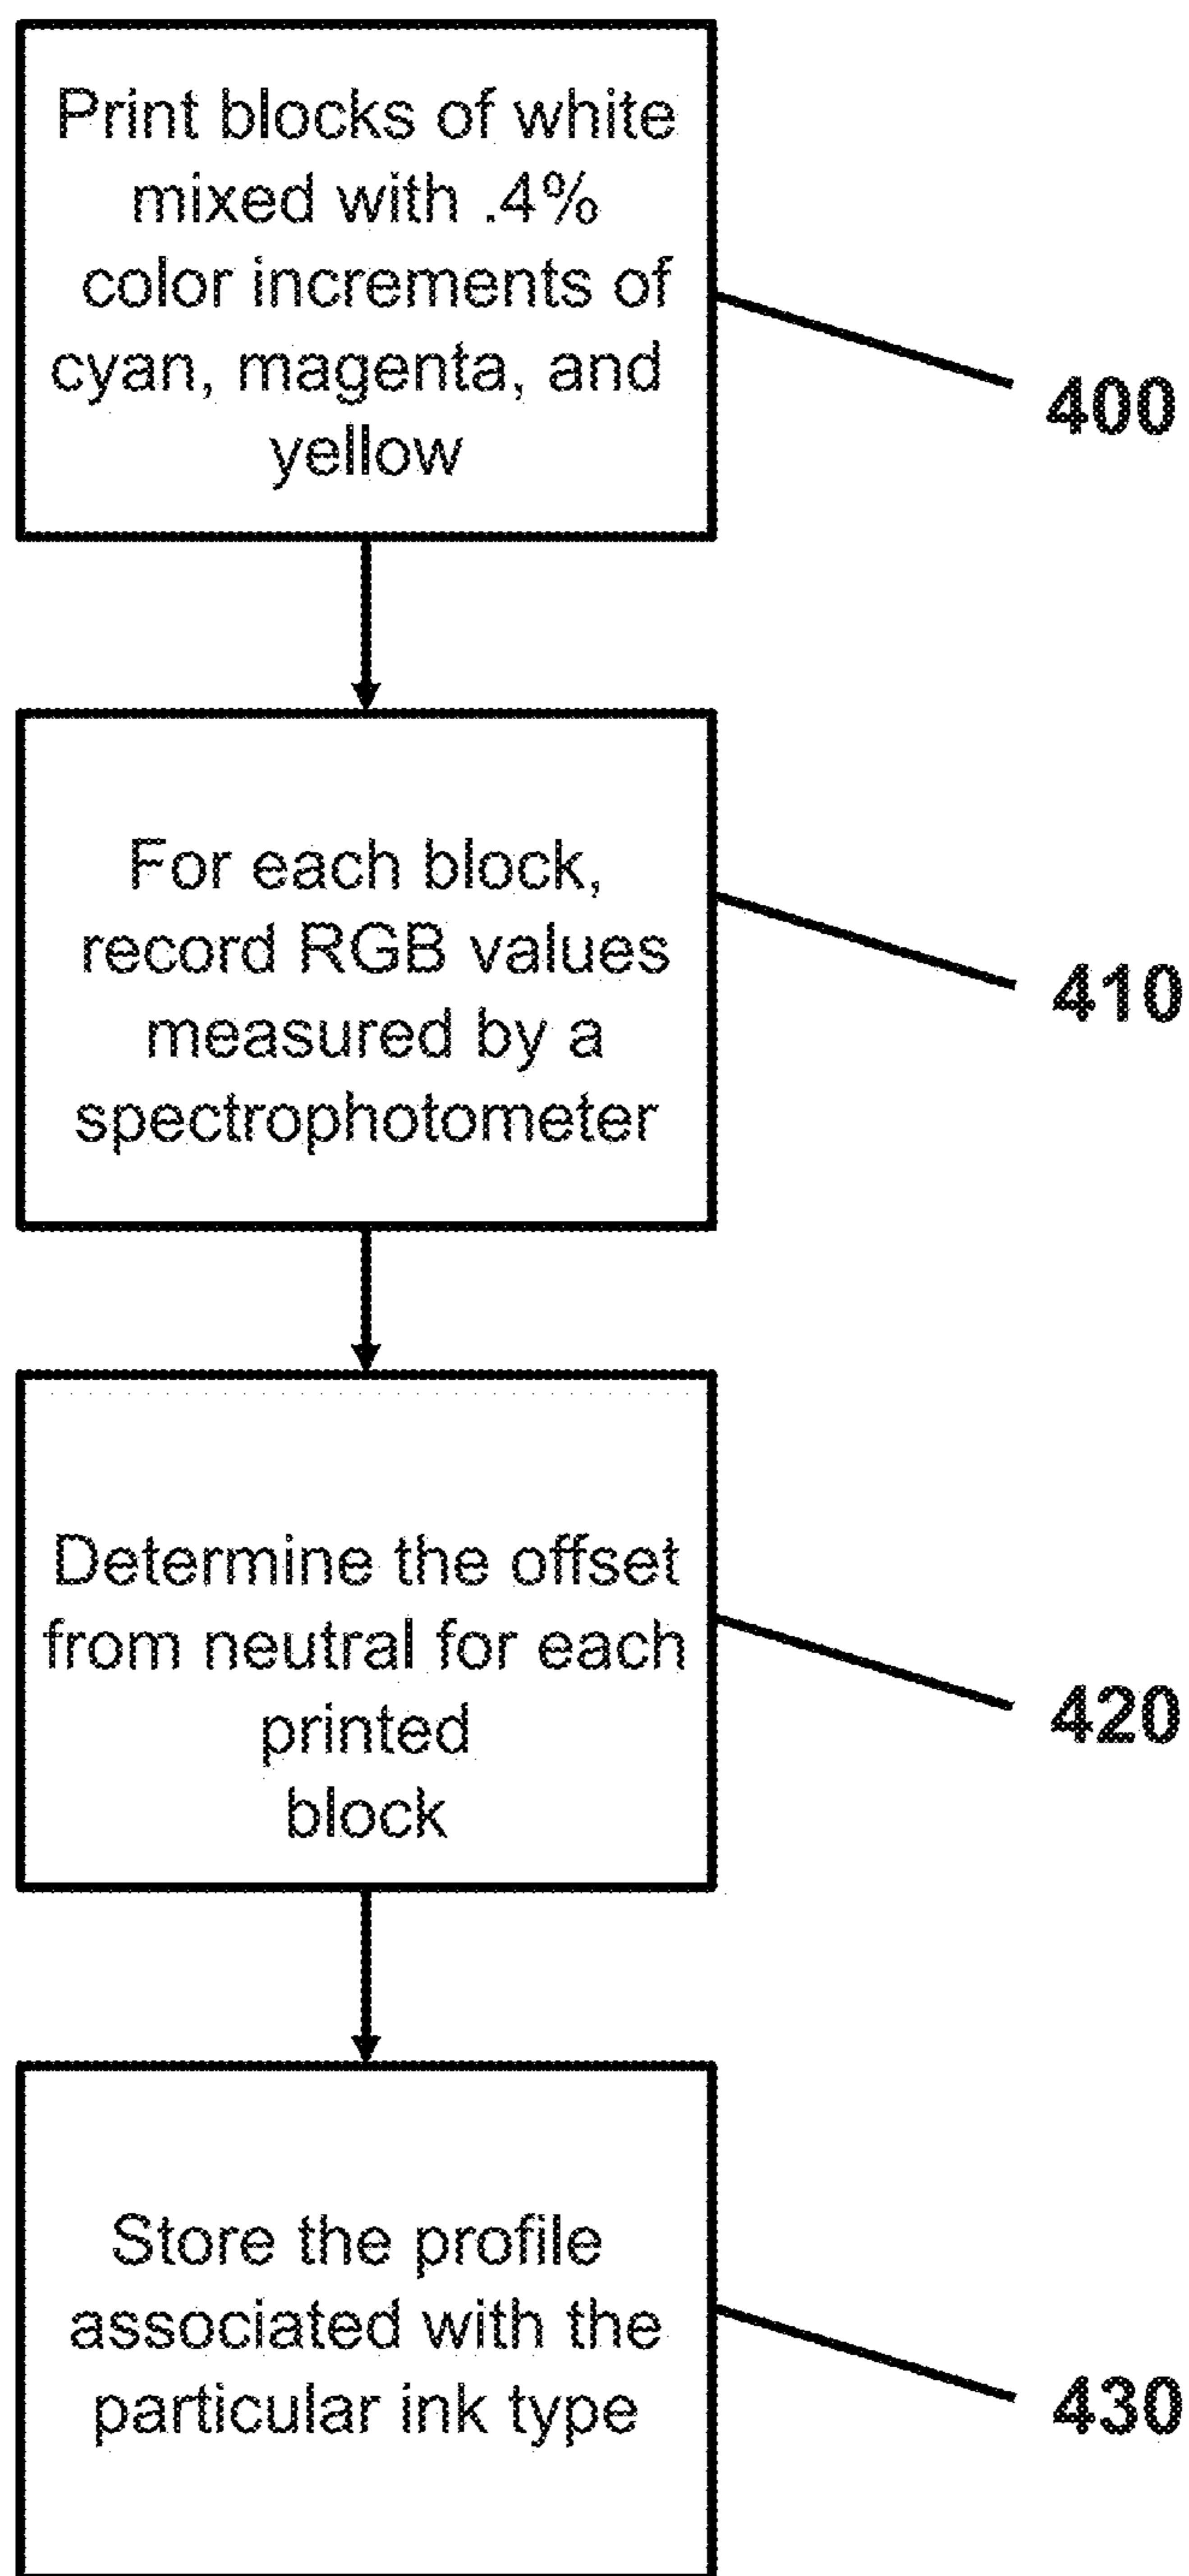 Print blocks of white
mixed with .4%
color increments of
cyan, magenta, and
yellow
400
For each block,
record RGB values
measured by a
spectrophotometer
410
Determine the offset
from neutral for each
printed
block
420
Store the profile
associated with the
particular ink type
430